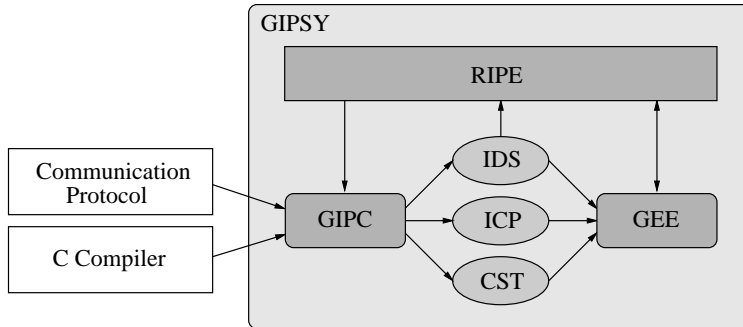 GIPSY
RIPE
IDS
Communication
Protocol
GIPC
ICP
GEE
C Compiler
CST